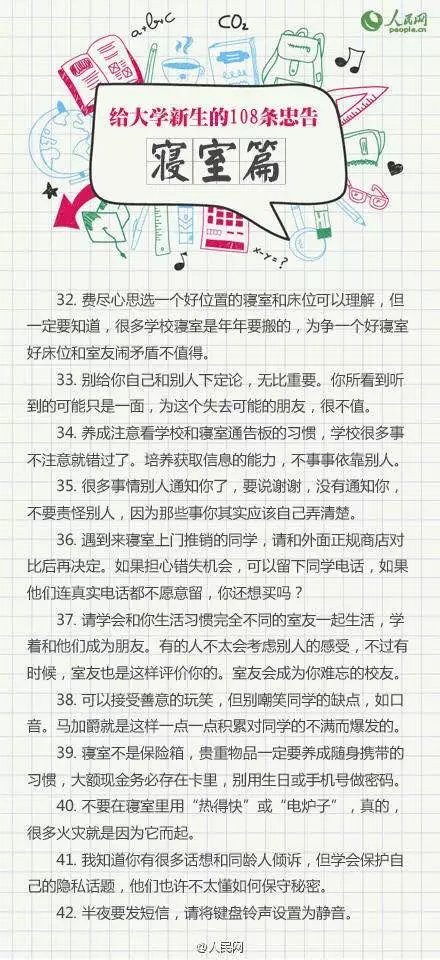 a+b+c
CO₂
人民网
people.cn
给大学新生的108条忠告
寝室篇
x-y=?
32. 费尽心思选一个好位置的寝室和床位可以理解，但
一定要知道，很多学校寝室是年年要搬的，为争一个好寝室
好床位和室友闹矛盾不值得。
33. 别给你自己和别人下定论，无比重要。你所看到听
到的可能只是一面，为这个失去可能的朋友，很不值。
34. 养成注意看学校和寝室通告板的习惯，学校很多事
不注意就错过了。培养获取信息的能力，不事事依靠别人。
35. 很多事情别人通知你了，要说谢谢，没有通知你，
不要责怪别人，因为那些事你其实应该自己弄清楚。
36. 遇到来寝室上门推销的同学，请和外面正规商店对
比后再决定。如果担心错失机会，可以留下同学电话，如果
他们连真实电话都不愿意留，你还想买吗？
37. 请学会和你生活习惯完全不同的室友一起生活，学
着和他们成为朋友。有的人不太会考虑别人的感受，不过有
时候，室友也是这样评价你的。室友会成为你难忘的校友。
38. 可以接受善意的玩笑，但别嘲笑同学的缺点，如口
音。马加爵就是这样一点一点积累对同学的不满而爆发的。
39. 寝室不是保险箱，贵重物品一定要养成随身携带的
习惯，大额现金务必存在卡里，别用生日或手机号做密码。
40. 不要在寝室里用“热得快”或“电炉子”，真的，
很多火灾就是因为它而起。
41. 我知道你有很多话想和同龄人倾诉，但学会保护自
己的隐私话题，他们也许不太懂如何保守秘密。
42. 半夜要发短信，请将键盘铃声设置为静音。
@人民网